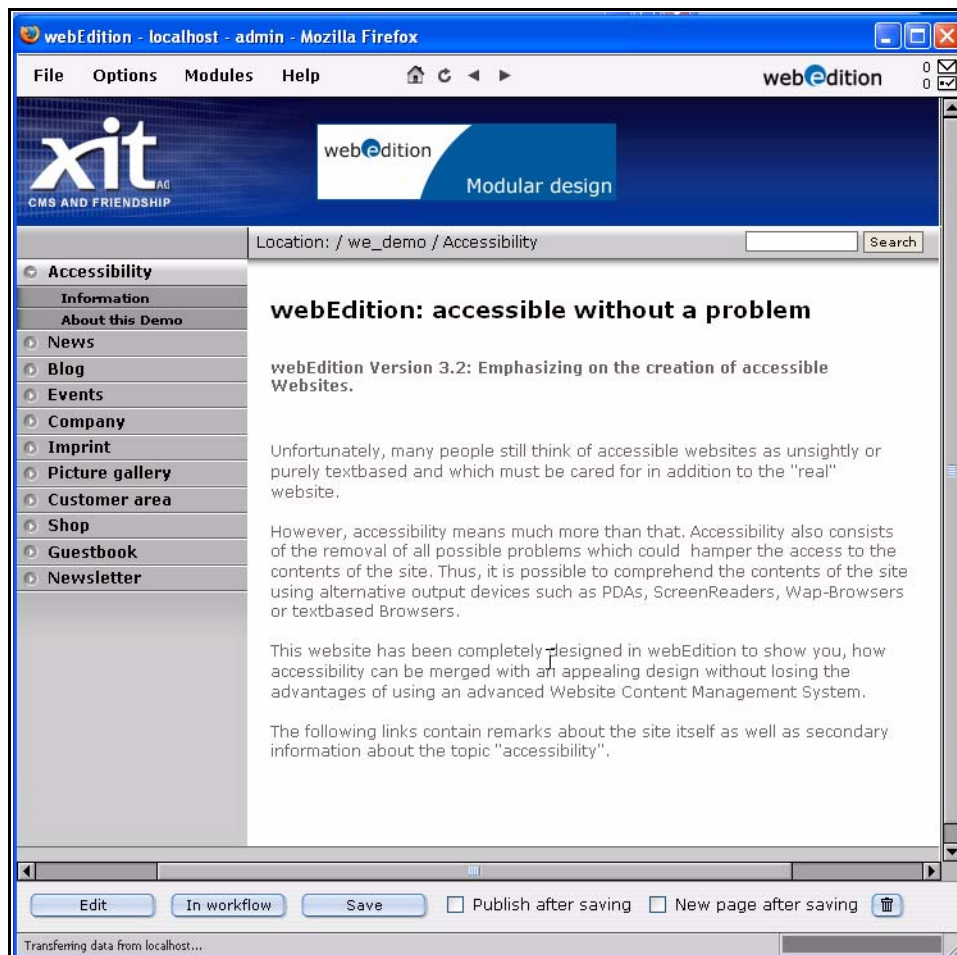 webEdition - localhost - admin - Mozilla Firefox
File Options Modules Help webedition 0
0
xit AG
CMS AND FRIENDSHIP
webedition
Modular design
Location: / we_demo / Accessibility Search
Accessibility
Information
About this Demo
News
Blog
Events
Company
Imprint
Picture gallery
Customer area
Shop
Guestbook
Newsletter
webEdition: accessible without a problem
webEdition Version 3.2: Emphasizing on the creation of accessible
Websites.
Unfortunately, many people still think of accessible websites as unsightly or
purely textbased and which must be cared for in addition to the "real"
website.
However, accessibility means much more than that. Accessibility also consists
of the removal of all possible problems which could hamper the access to the
contents of the site. Thus, it is possible to comprehend the contents of the site
using alternative output devices such as PDAs, ScreenReaders, Wap-Browsers
or textbased Browsers.
This website has been completely designed in webEdition to show you, how
accessibility can be merged with an appealing design without losing the
advantages of using an advanced Website Content Management System.
The following links contain remarks about the site itself as well as secondary
information about the topic "accessibility".
Edit In workflow Save Publish after saving New page after saving
Transferring data from localhost...